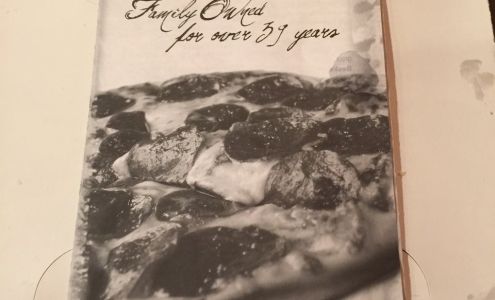 Family Owned
for over 39 years